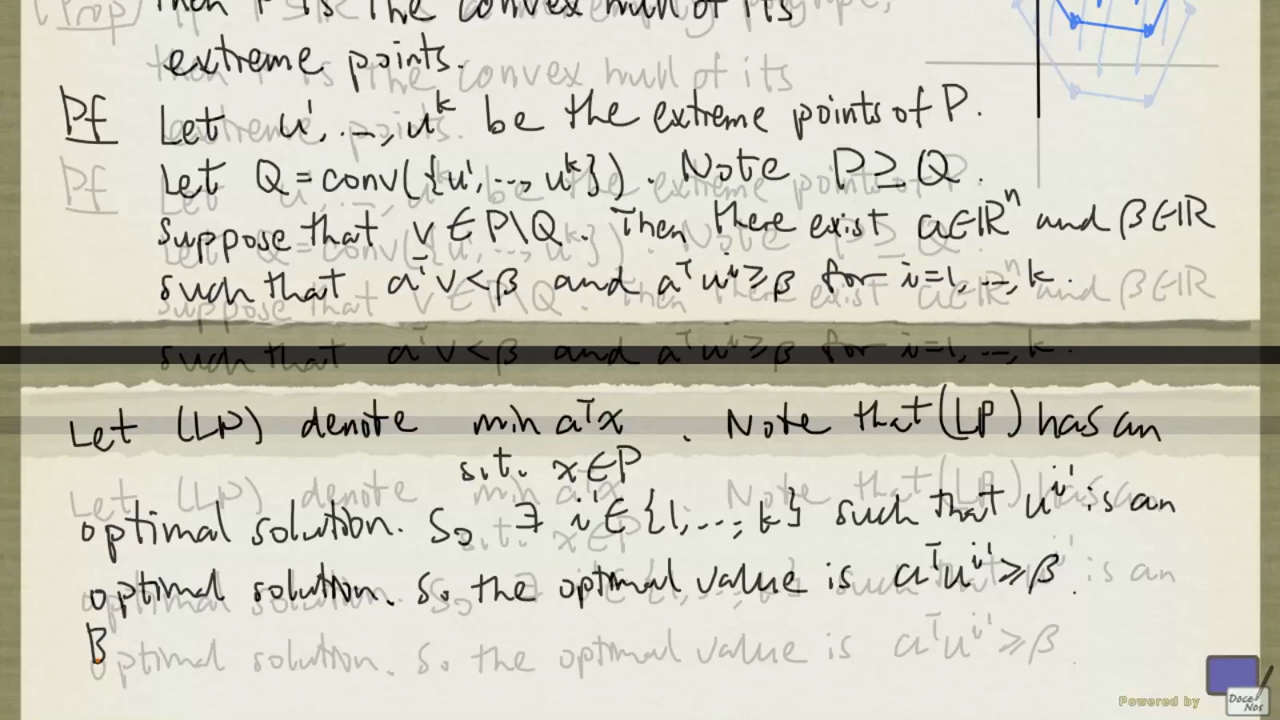 (Prop)
then P is the convex hull of its
extreme points.
Pf Let u¹, ..., uᵏ be the extreme points of P.
Let Q = conv({u¹, ..., uᵏ}). Note P ⊇ Q.
Suppose that v ∈ P\Q. Then there exist a ∈ ℝⁿ and β ∈ ℝ
such that aᵀv < β and aᵀuⁱ ≥ β for i=1, ..., k.
Let (LP) denote min aᵀx . Note that (LP) has an
s.t. x ∈ P
optimal solution. So ∃ i' ∈ {1, ..., k} such that uⁱ' is an
optimal solution. So the optimal value is aᵀuⁱ' ≥ β.
B
Powered by
Doce
Nos